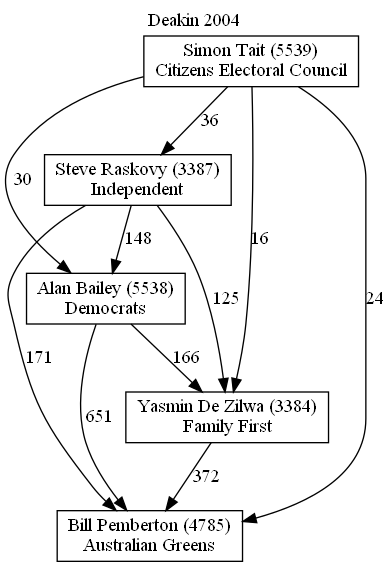 Deakin 2004
Simon Tait (5539)
Citizens Electoral Council
36
Steve Raskovy (3387)
Independent
30
148
16
Alan Bailey (5538)
Democrats
125
24
171
166
Yasmin De Zilwa (3384)
Family First
651
372
Bill Pemberton (4785)
Australian Greens